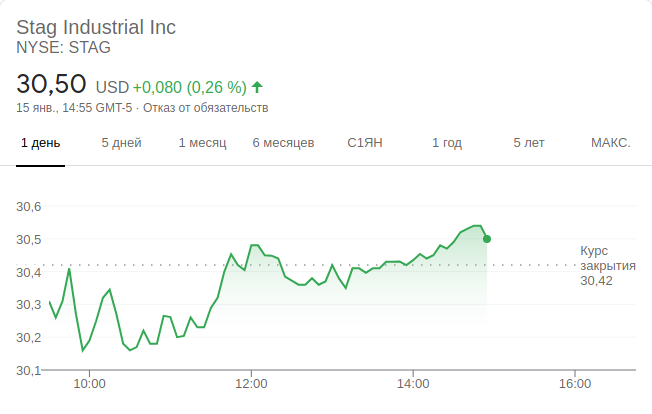 Stag Industrial Inc
NYSE: STAG
30,50 USD +0,080 (0,26 %)
15 янв., 14:55 GMT-5 · Отказ от обязательств
1 день 5 дней 1 месяц 6 месяцев С1ЯН 1 год 5 лет МАКС.
30,6
30,5
30,4
30,3
30,2
30,1
Курс
закрытия
30,42
10:00 12:00 14:00 16:00